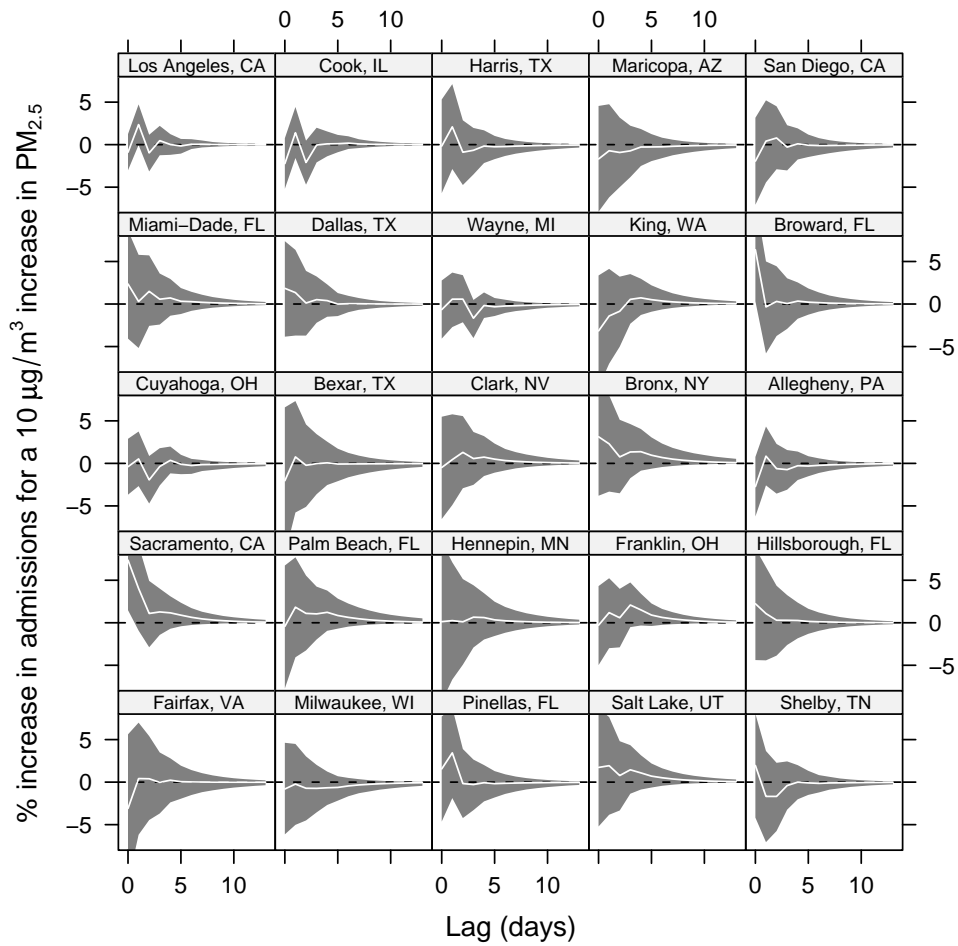 0 5 10 0 5 10
Los Angeles, CA Cook, IL Harris, TX Maricopa, AZ San Diego, CA
5
0
−5
Miami−Dade, FL Dallas, TX Wayne, MI King, WA Broward, FL
5
0
−5
Cuyahoga, OH Bexar, TX Clark, NV Bronx, NY Allegheny, PA
5
0
−5
Sacramento, CA Palm Beach, FL Hennepin, MN Franklin, OH Hillsborough, FL
5
0
−5
Fairfax, VA Milwaukee, WI Pinellas, FL Salt Lake, UT Shelby, TN
5
0
−5
0 5 10 0 5 10 0 5 10
Lag (days)
% increase in admissions for a 10 μg/m³ increase in PM₂.₅